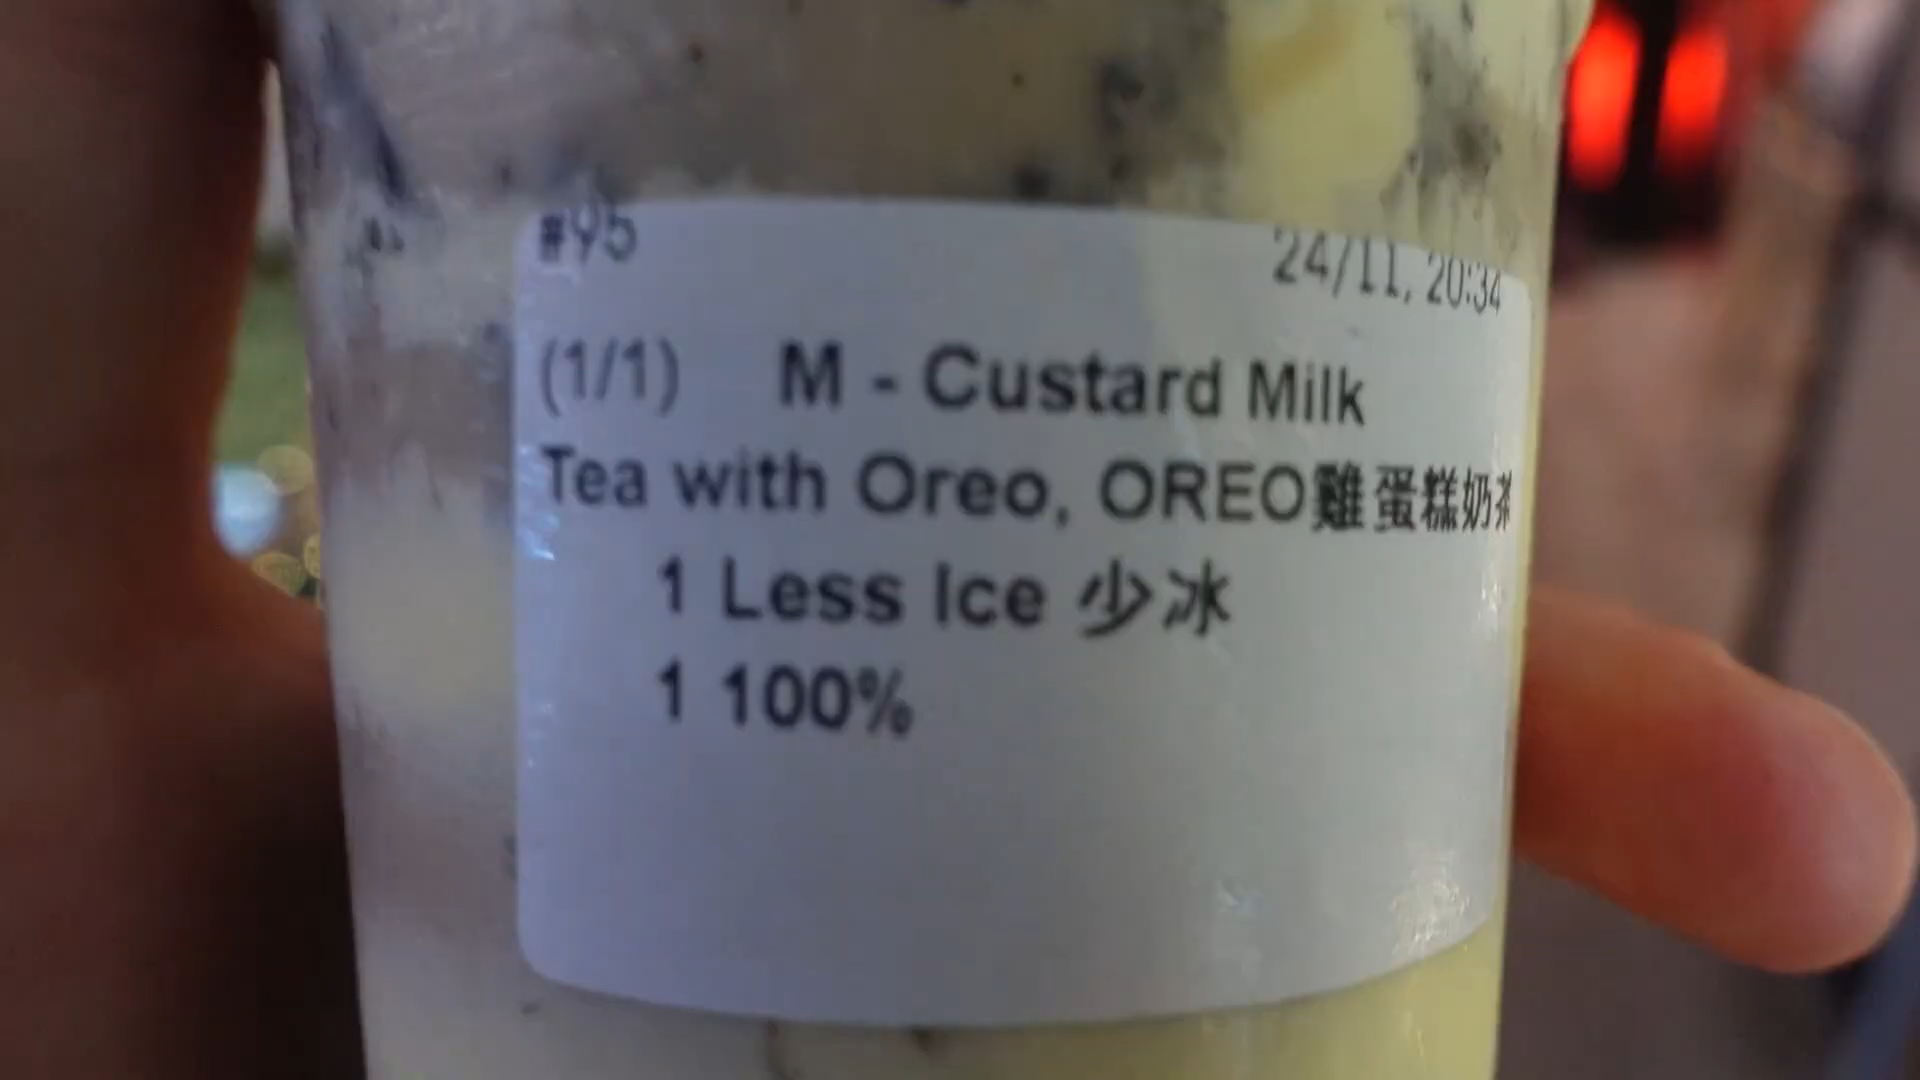 #95 24/11, 20:34
(1/1) M - Custard Milk
Tea with Oreo, OREO雞蛋糕奶茶
1 Less Ice 少冰
1 100%